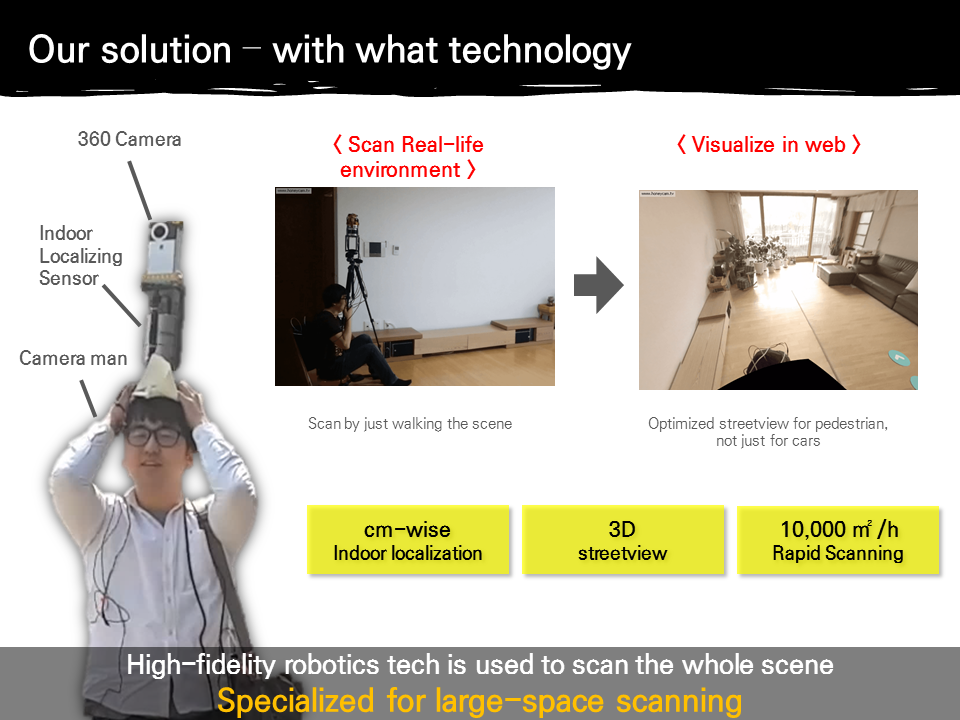 Our solution – with what technology
360 Camera
Indoor
Localizing
Sensor
Camera man
< Scan Real-life
environment >
< Visualize in web >
Scan by just walking the scene
Optimized streetview for pedestrian,
not just for cars
cm-wise
Indoor localization
3D
streetview
10,000 ㎡/h
Rapid Scanning
High-fidelity robotics tech is used to scan the whole scene
Specialized for large-space scanning